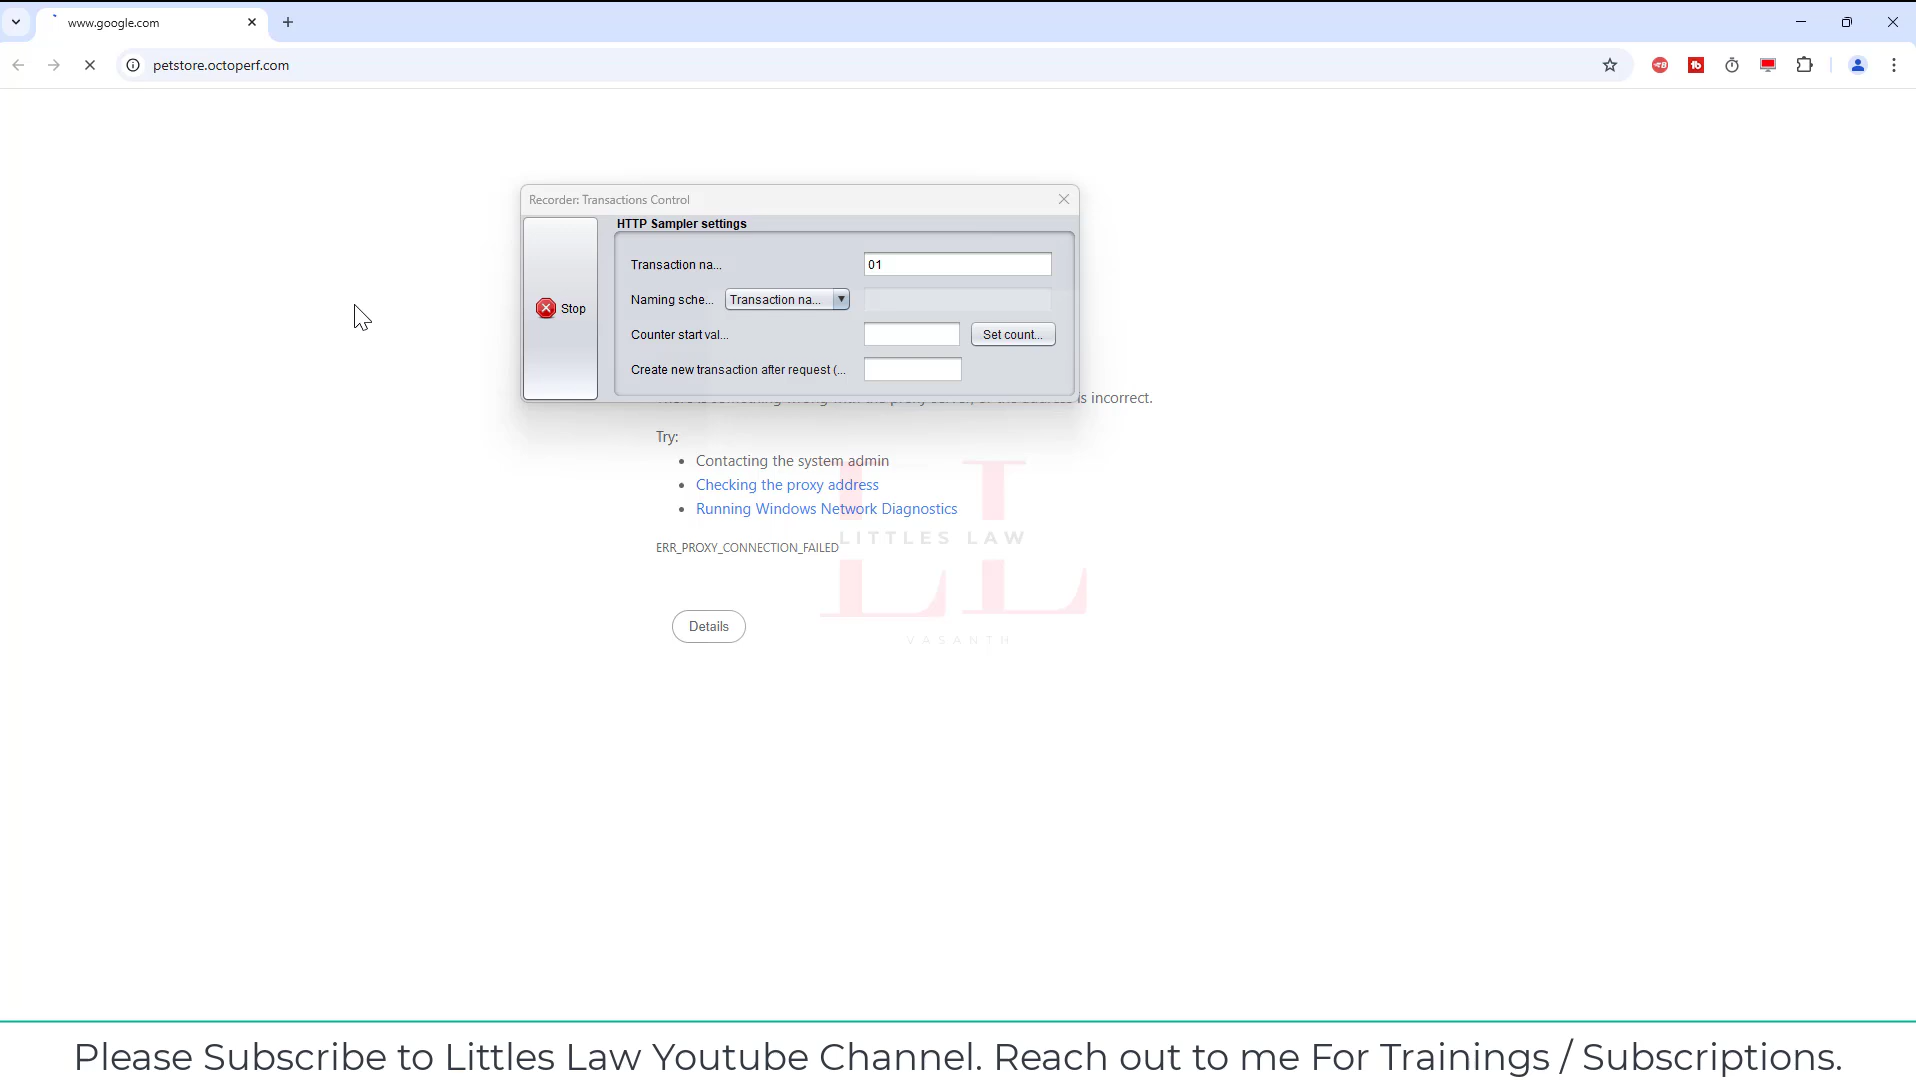 www.google.com
petstore.octoperf.com
Recorder: Transactions Control
HTTP Sampler settings
Transaction na...
01
Naming sche...
Transaction na...
Stop
Counter start val...
Set count...
Create new transaction after request (...
is incorrect.
Try:
Contacting the system admin
Checking the proxy address
Running Windows Network Diagnostics
LITTLES LAW
ERR_PROXY_CONNECTION_FAILED
Details
VASANTH
Please Subscribe to Littles Law Youtube Channel. Reach out to me For Trainings / Subscriptions.